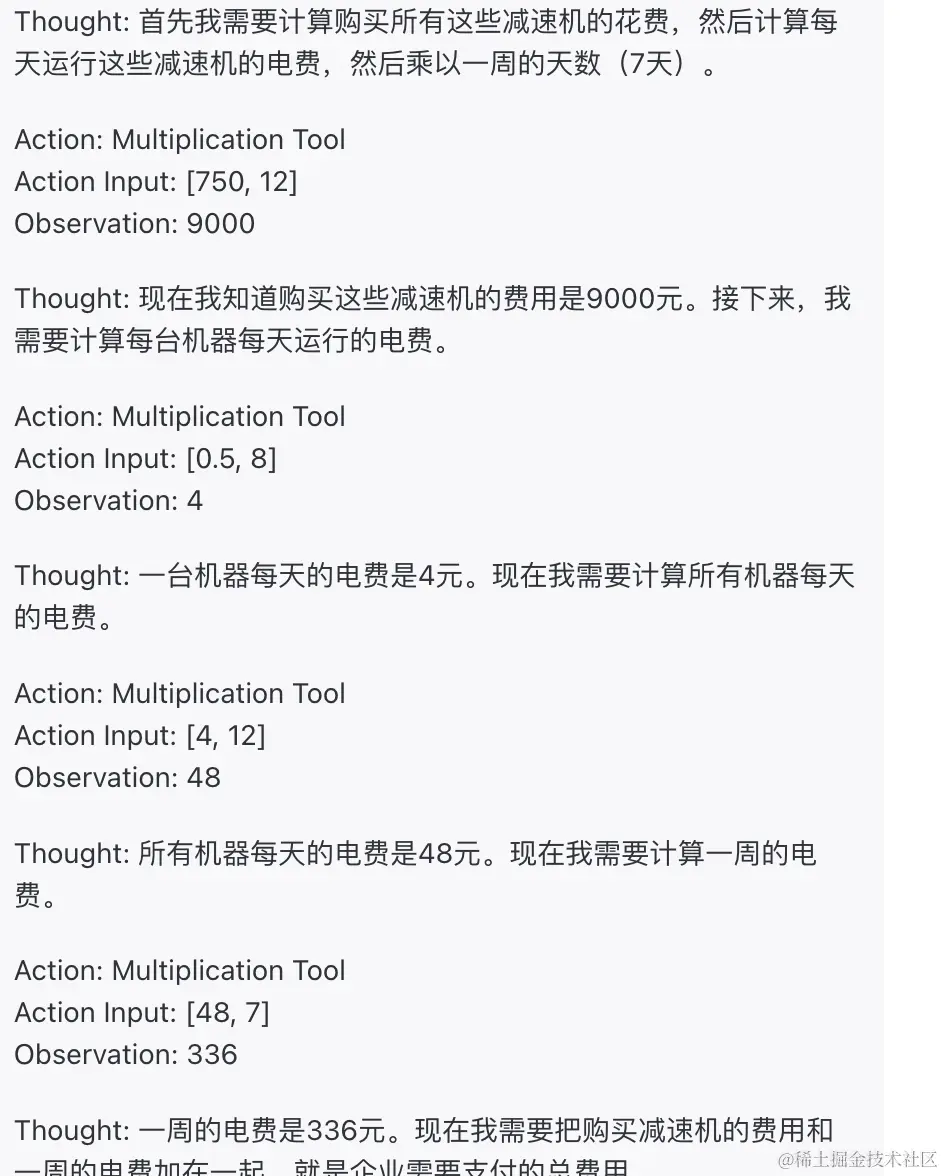 Thought: 首先我需要计算购买所有这些减速机的花费，然后计算每
天运行这些减速机的电费，然后乘以一周的天数（7天）。
Action: Multiplication Tool
Action Input: [750, 12]
Observation: 9000
Thought: 现在我知道购买这些减速机的费用是9000元。接下来，我
需要计算每台机器每天运行的电费。
Action: Multiplication Tool
Action Input: [0.5, 8]
Observation: 4
Thought: 一台机器每天的电费是4元。现在我需要计算所有机器每天
的电费。
Action: Multiplication Tool
Action Input: [4, 12]
Observation: 48
Thought: 所有机器每天的电费是48元。现在我需要计算一周的电
费。
Action: Multiplication Tool
Action Input: [48, 7]
Observation: 336
Thought: 一周的电费是336元。现在我需要把购买减速机的费用和
一周的电费加在一起，就是企业需要支付的总费用
@稀土掘金技术社区